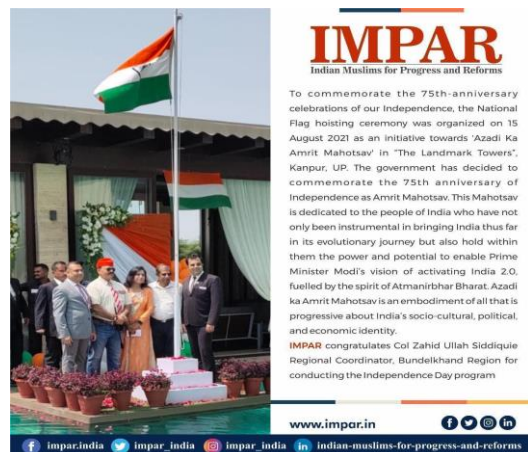 IMPAR
Indian Muslims for Progress and Reforms
To commemorate the 75th-anniversary
celebrations of our Independence, the National
Flag hoisting ceremony was organized on 15
August 2021 as an initiative towards 'Azadi Ka
Amrit Mahotsav' in "The Landmark Towers",
Kanpur, UP. The government has decided to
commemorate the 75th anniversary of
Independence as Amrit Mahotsav. This Mahotsav
is dedicated to the people of India who have not
only been instrumental in bringing India thus far
in its evolutionary journey but also hold within
them the power and potential to enable Prime
Minister Modi's vision of activating India 2.0,
fuelled by the spirit of Atmanirbhar Bharat. Azadi
ka Amrit Mahotsav is an embodiment of all that is
progressive about India's socio-cultural, political,
and economic identity.
IMPAR congratulates Col Zahid Ullah Siddiquie
Regional Coordinator, Bundelkhand Region for
conducting the Independence Day program
www.impar.in
impar.india impar_india impar_india indian-muslims-for-progress-and-reforms